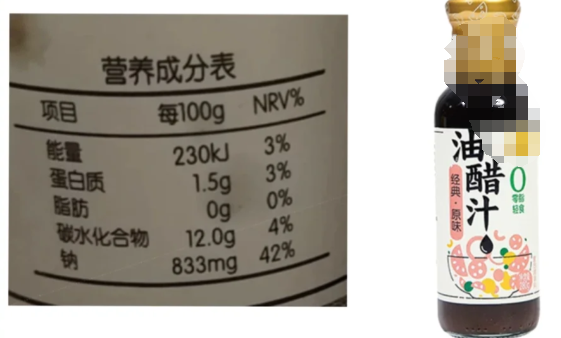 营养成分表
项目 每100g NRV%
能量 230kJ 3%
蛋白质 1.5g 3%
脂肪 0g 0%
碳水化合物 12.0g 4%
钠 833mg 42%
油醋汁
经典·原味
0
轻食